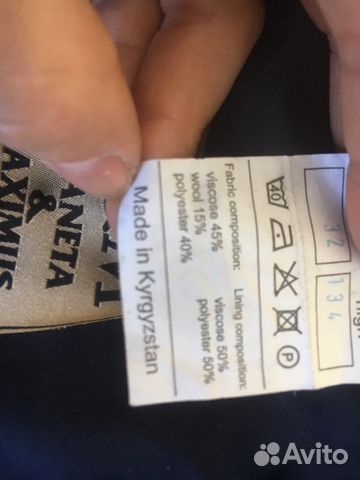 32
134
40
P
Fabric composition:
viscose 45%
wool 15%
polyester 40%
Lining composition:
viscose 50%
polyester 50%
Made in Kyrgyzstan
ANETA
&
AXIMUS
Avito